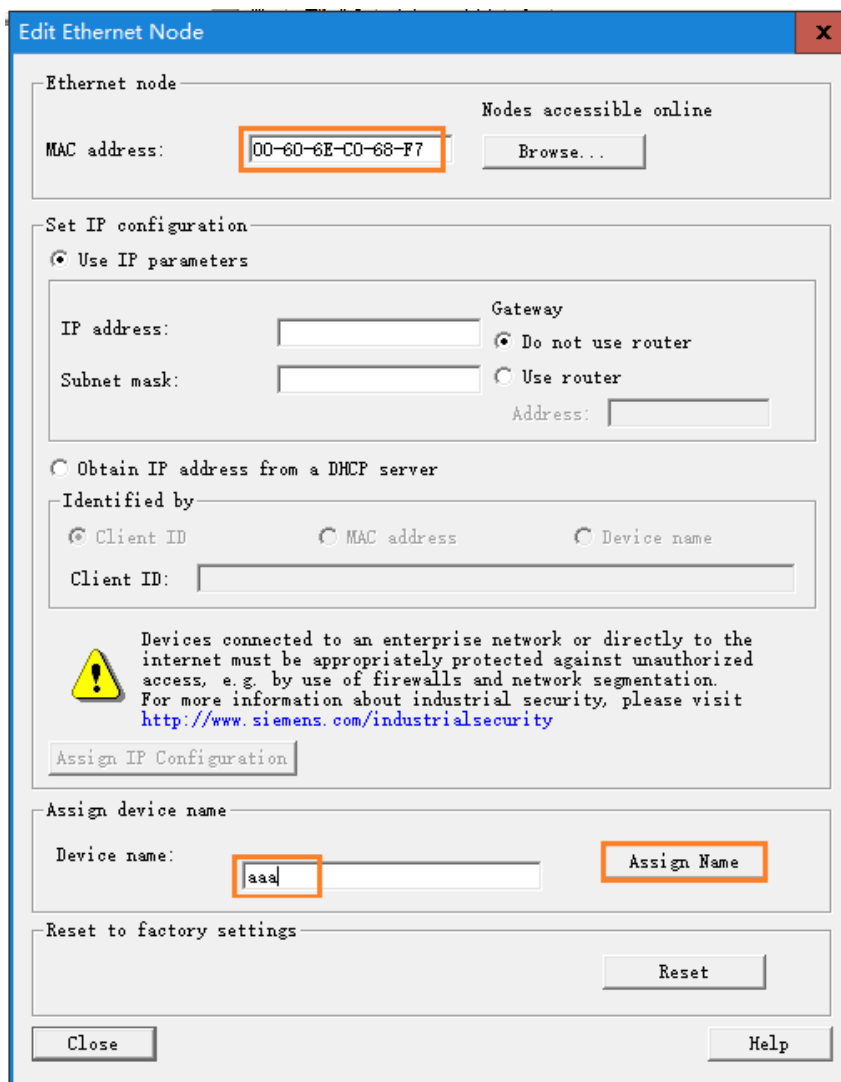 Edit Ethernet Node
x
Ethernet node
Nodes accessible online
MAC address:
00-60-6E-C0-68-F7
Browse...
Set IP configuration
Use IP parameters
Gateway
IP address:
Do not use router
Subnet mask:
Use router
Address:
Obtain IP address from a DHCP server
Identified by
Client ID
MAC address
Device name
Client ID:
Devices connected to an enterprise network or directly to the
internet must be appropriately protected against unauthorized
access, e.g. by use of firewalls and network segmentation.
For more information about industrial security, please visit
http://www.siemens.com/industrialsecurity
Assign IP Configuration
Assign device name
Device name:
aaa
Assign Name
Reset to factory settings
Reset
Close
Help